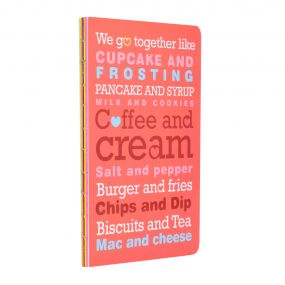 We go together like
CUPCAKE AND
FROSTING
PANCAKE AND SYRUP
MILK AND COOKIES
Coffee and
cream
Salt and pepper
Burger and fries
Chips and Dip
Biscuits and Tea
Mac and cheese